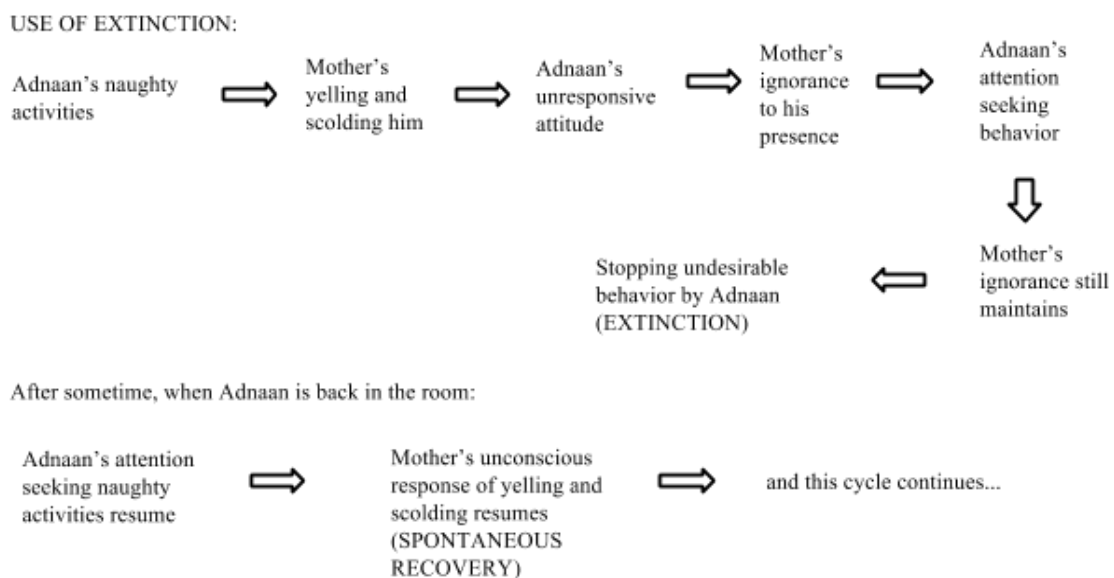 USE OF EXTINCTION:
Adnaan's naughty
activities
Mother's
yelling and
scolding him
Adnaan's
unresponsive
attitude
Mother's
ignorance
to his
presence
Adnaan's
attention
seeking
behavior
Mother's
ignorance still
maintains
Stopping undesirable
behavior by Adnaan
(EXTINCTION)
After sometime, when Adnaan is back in the room:
Adnaan's attention
seeking naughty
activities resume
Mother's unconscious
response of yelling and
scolding resumes
(SPONTANEOUS
RECOVERY)
and this cycle continues...